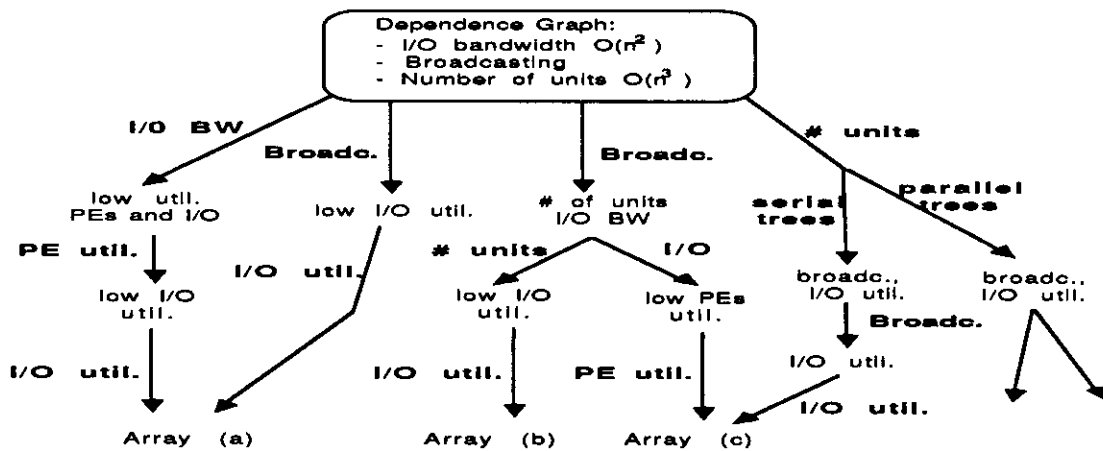 Dependence Graph:
- I/O bandwidth O(n²)
- Broadcasting
- Number of units O(n³)
I/O BW
Broadc.
Broadc.
# units
low util.
PEs and I/O
low I/O util.
# of units
I/O BW
serial
trees
parallel
trees
PE util.
I/O util.
# units
I/O
low I/O
util.
low I/O
util.
low PEs
util.
broadc.,
I/O util.
broadc.,
I/O util.
Broadc.
I/O util.
I/O util.
PE util.
I/O util.
I/O util.
Array (a)
Array (b)
Array (c)